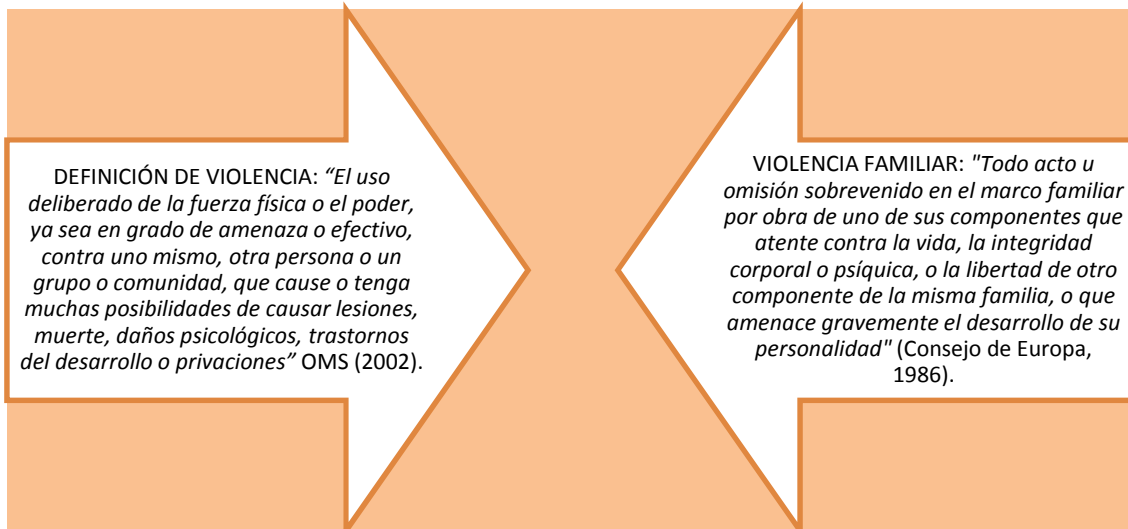 DEFINICIÓN DE VIOLENCIA: “El uso
deliberado de la fuerza física o el poder,
ya sea en grado de amenaza o efectivo,
contra uno mismo, otra persona o un
grupo o comunidad, que cause o tenga
muchas posibilidades de causar lesiones,
muerte, daños psicológicos, trastornos
del desarrollo o privaciones” OMS (2002).
VIOLENCIA FAMILIAR: "Todo acto u
omisión sobrevenido en el marco familiar
por obra de uno de sus componentes que
atente contra la vida, la integridad
corporal o psíquica, o la libertad de otro
componente de la misma familia, o que
amenace gravemente el desarrollo de su
personalidad" (Consejo de Europa,
1986).